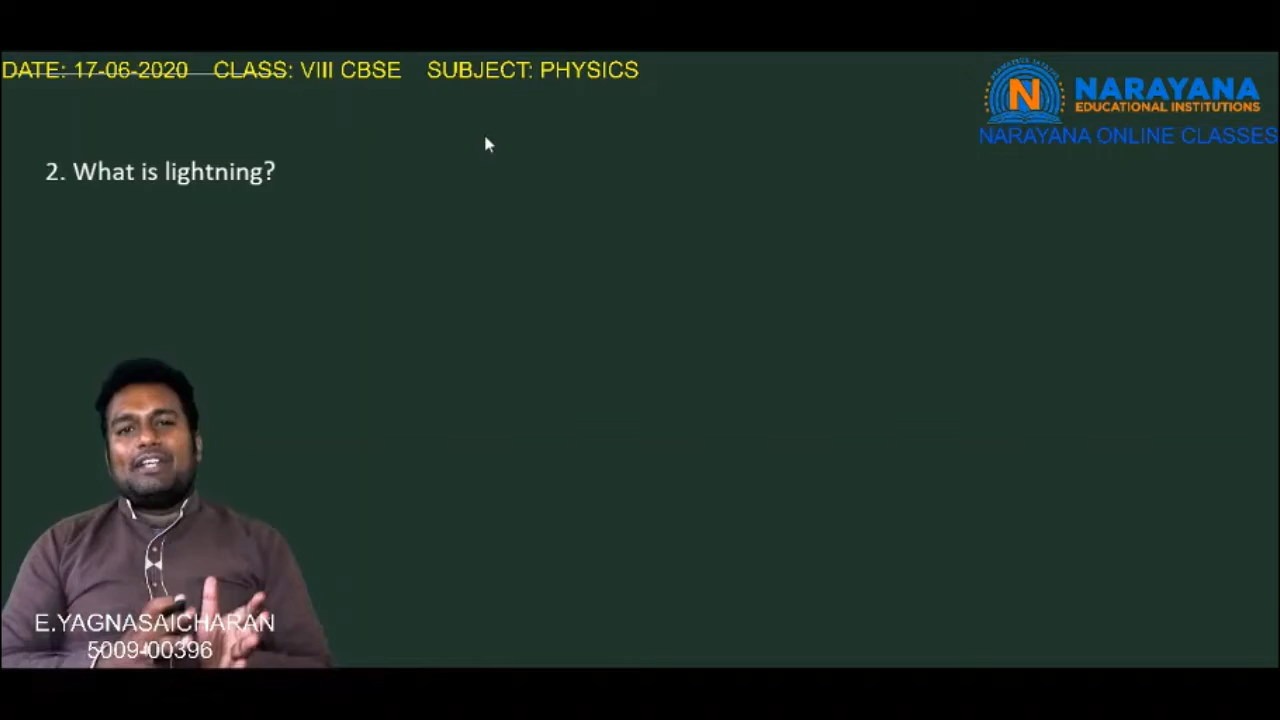 DATE: 17-06-2020 CLASS: VIII CBSE SUBJECT: PHYSICS
N NARAYANA
EDUCATIONAL INSTITUTIONS
NARAYANA ONLINE CLASSES
2. What is lightning?
E.YAGNASAICHARAN
5009-00396